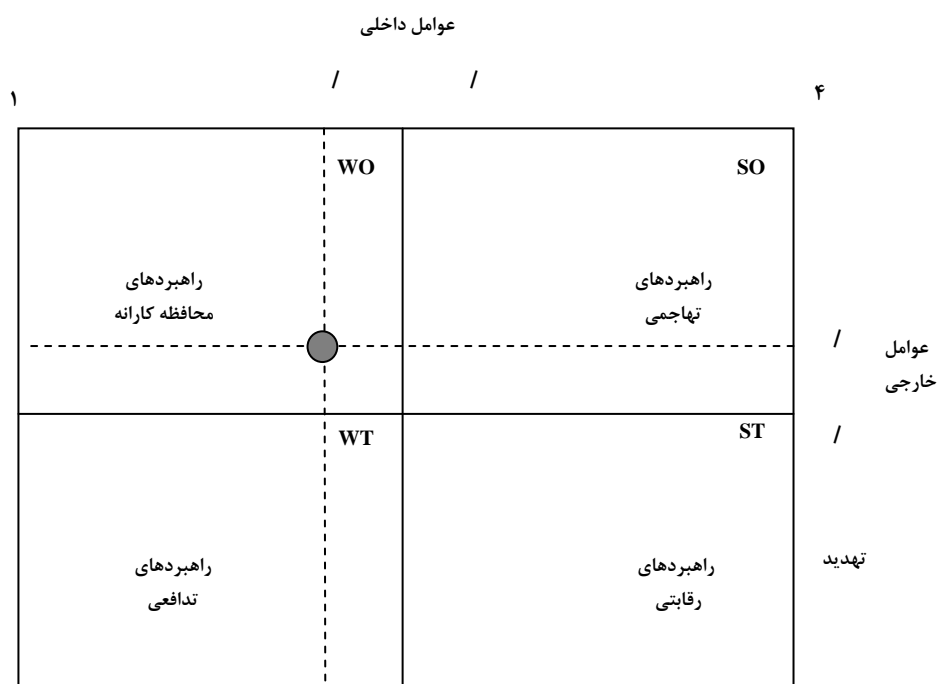 عوامل داخلی
/ /
۱ ۴
WO SO
راهبردهای
محافظه کارانه
راهبردهای
تهاجمی
/
عوامل
خارجی
WT ST
/
راهبردهای
تدافعی
راهبردهای
رقابتی
تهدید